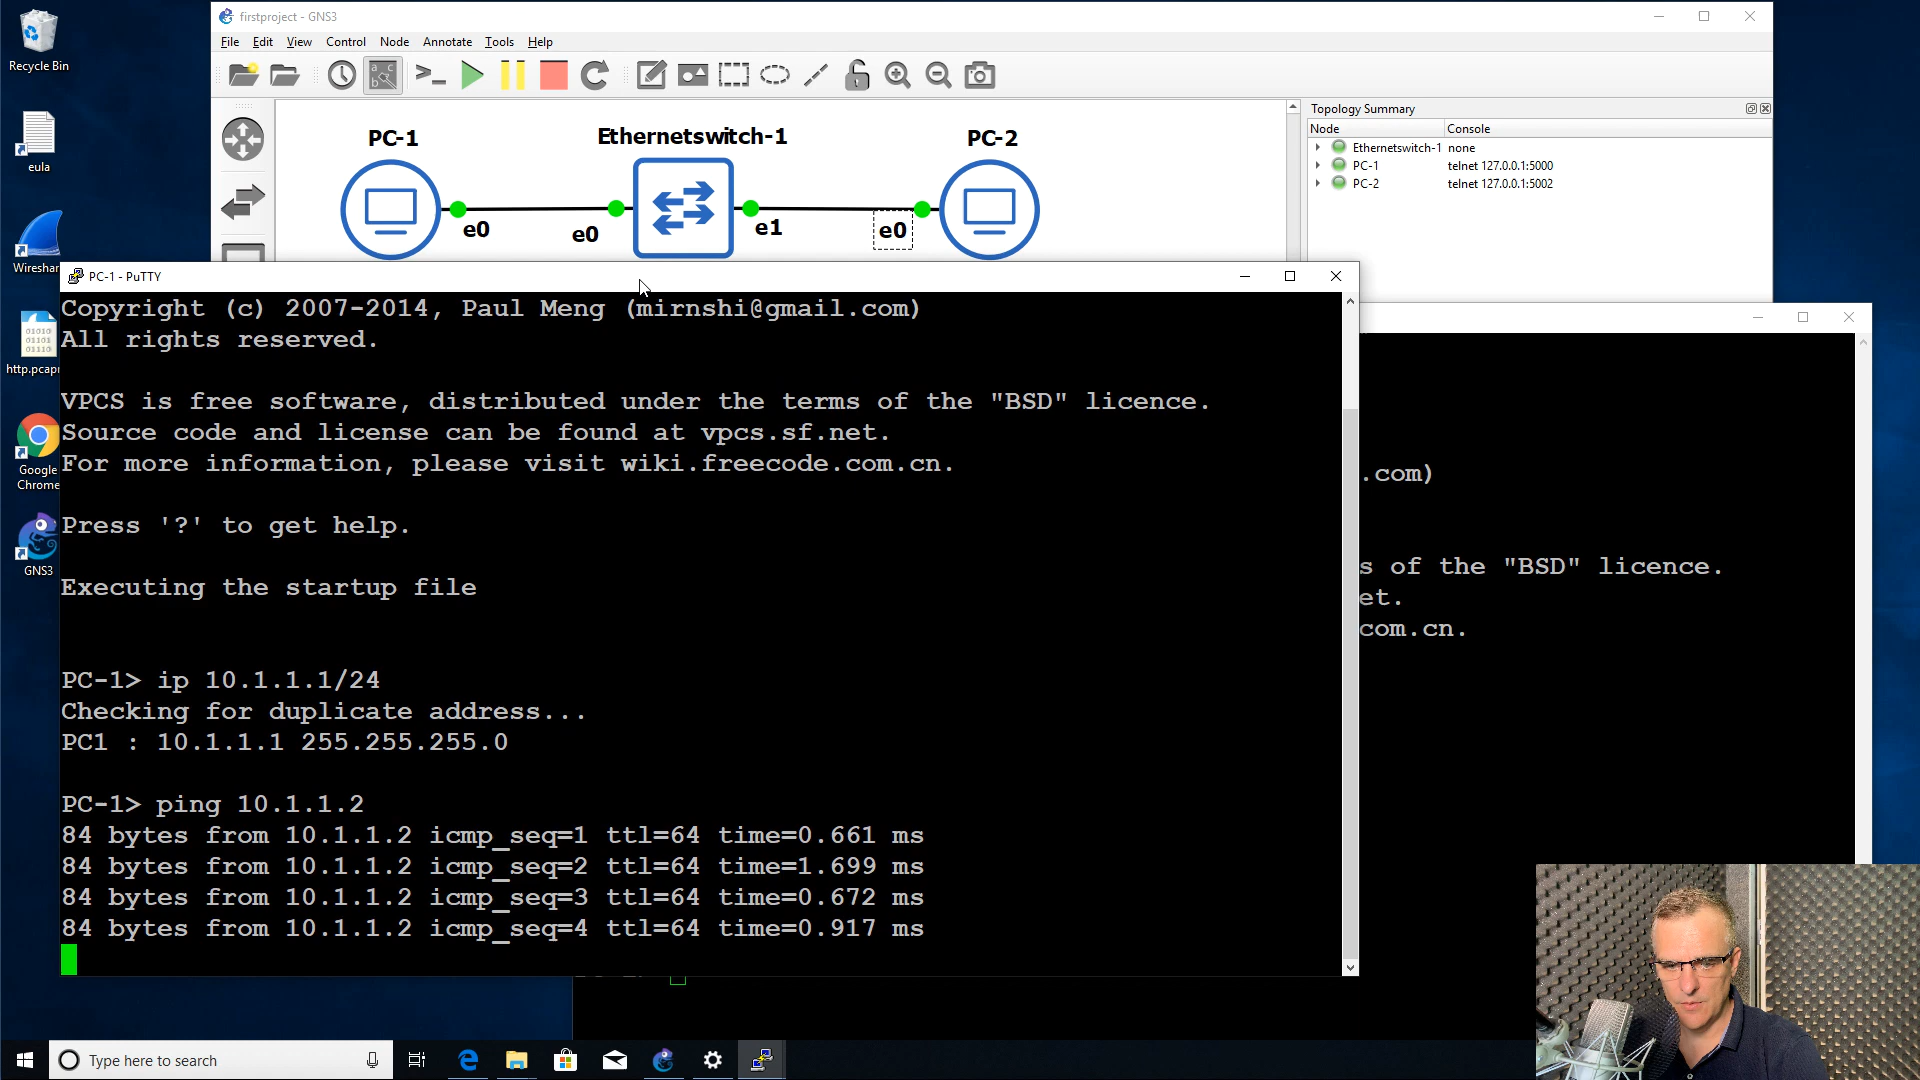 Recycle Bin
eula
Wireshar
http.pcapn
Google Chrome
GNS3
firstproject - GNS3
File Edit View Control Node Annotate Tools Help
PC-1
Ethernetswitch-1
PC-2
e0
e0
e1
e0
Topology Summary
Node Console
Ethernetswitch-1 none
PC-1 telnet 127.0.0.1:5000
PC-2 telnet 127.0.0.1:5002
PC-1 - PuTTY
Copyright (c) 2007-2014, Paul Meng (mirnshi@gmail.com)
All rights reserved.
VPCS is free software, distributed under the terms of the "BSD" licence.
Source code and license can be found at vpcs.sf.net.
For more information, please visit wiki.freecode.com.cn.
Press '?' to get help.
Executing the startup file
PC-1> ip 10.1.1.1/24
Checking for duplicate address...
PC1 : 10.1.1.1 255.255.255.0
PC-1> ping 10.1.1.2
84 bytes from 10.1.1.2 icmp_seq=1 ttl=64 time=0.661 ms
84 bytes from 10.1.1.2 icmp_seq=2 ttl=64 time=1.699 ms
84 bytes from 10.1.1.2 icmp_seq=3 ttl=64 time=0.672 ms
84 bytes from 10.1.1.2 icmp_seq=4 ttl=64 time=0.917 ms
.com)
s of the "BSD" licence.
et.
com.cn.
Type here to search